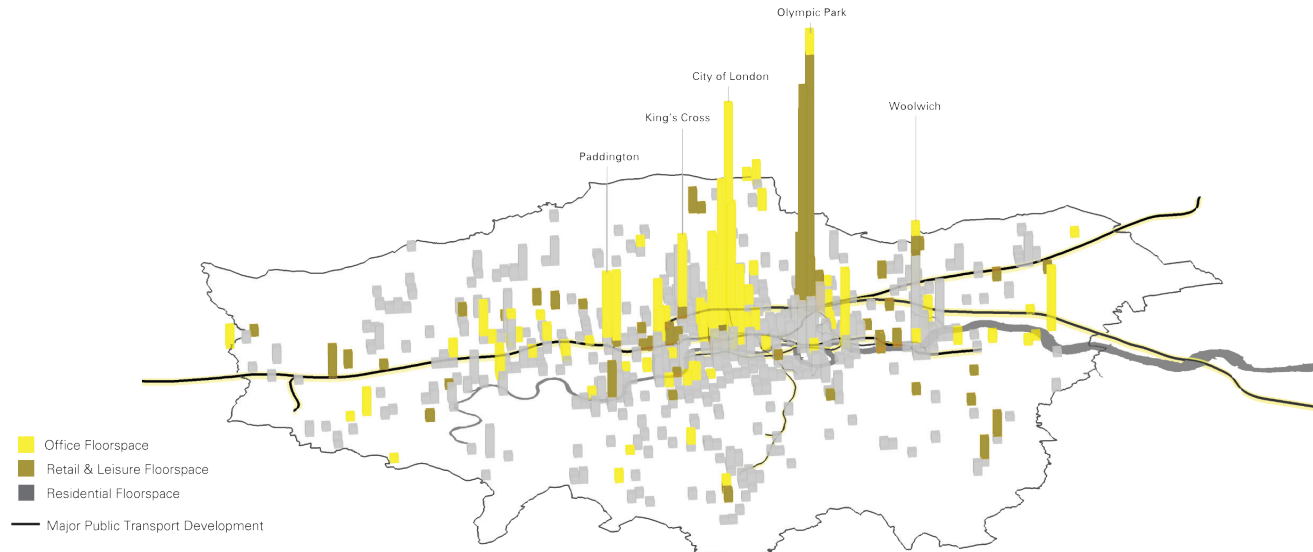 Olympic Park
City of London
King's Cross
Woolwich
Paddington
Office Floorspace
Retail & Leisure Floorspace
Residential Floorspace
Major Public Transport Development